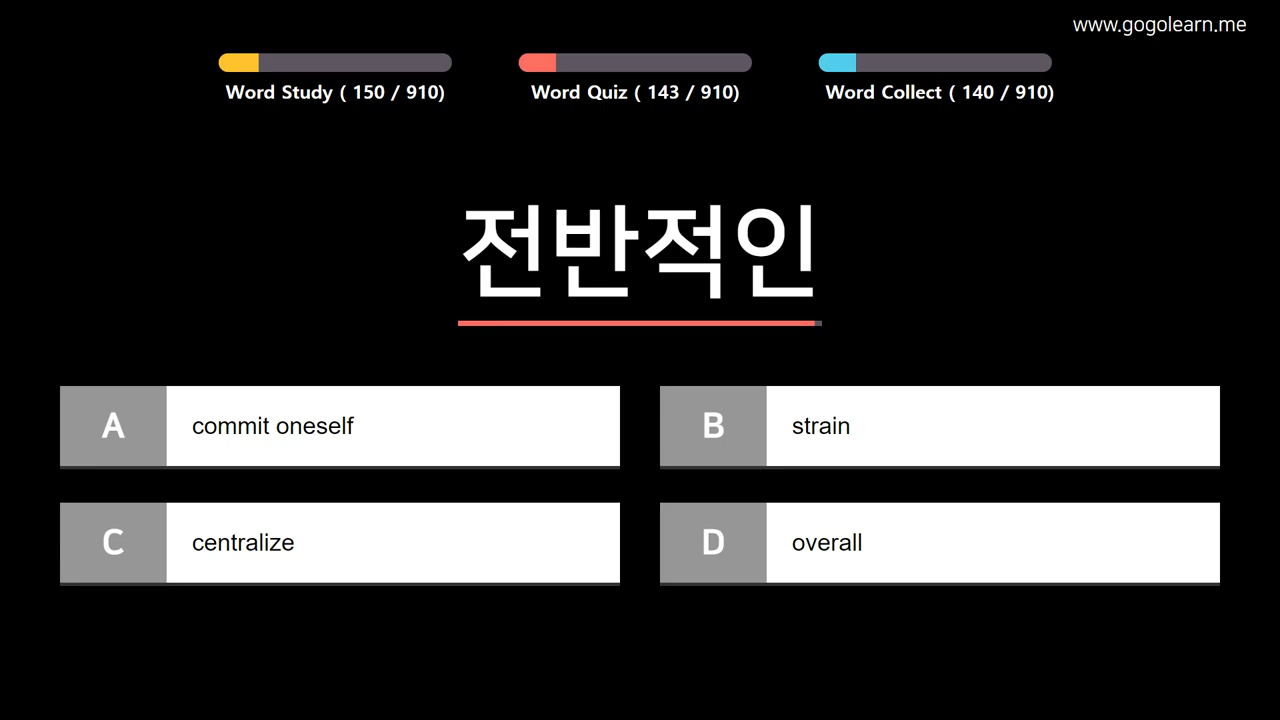 www.gogolearn.me
Word Study ( 150 / 910)
Word Quiz ( 143 / 910)
Word Collect ( 140 / 910)
전반적인
A commit oneself
B strain
C centralize
D overall